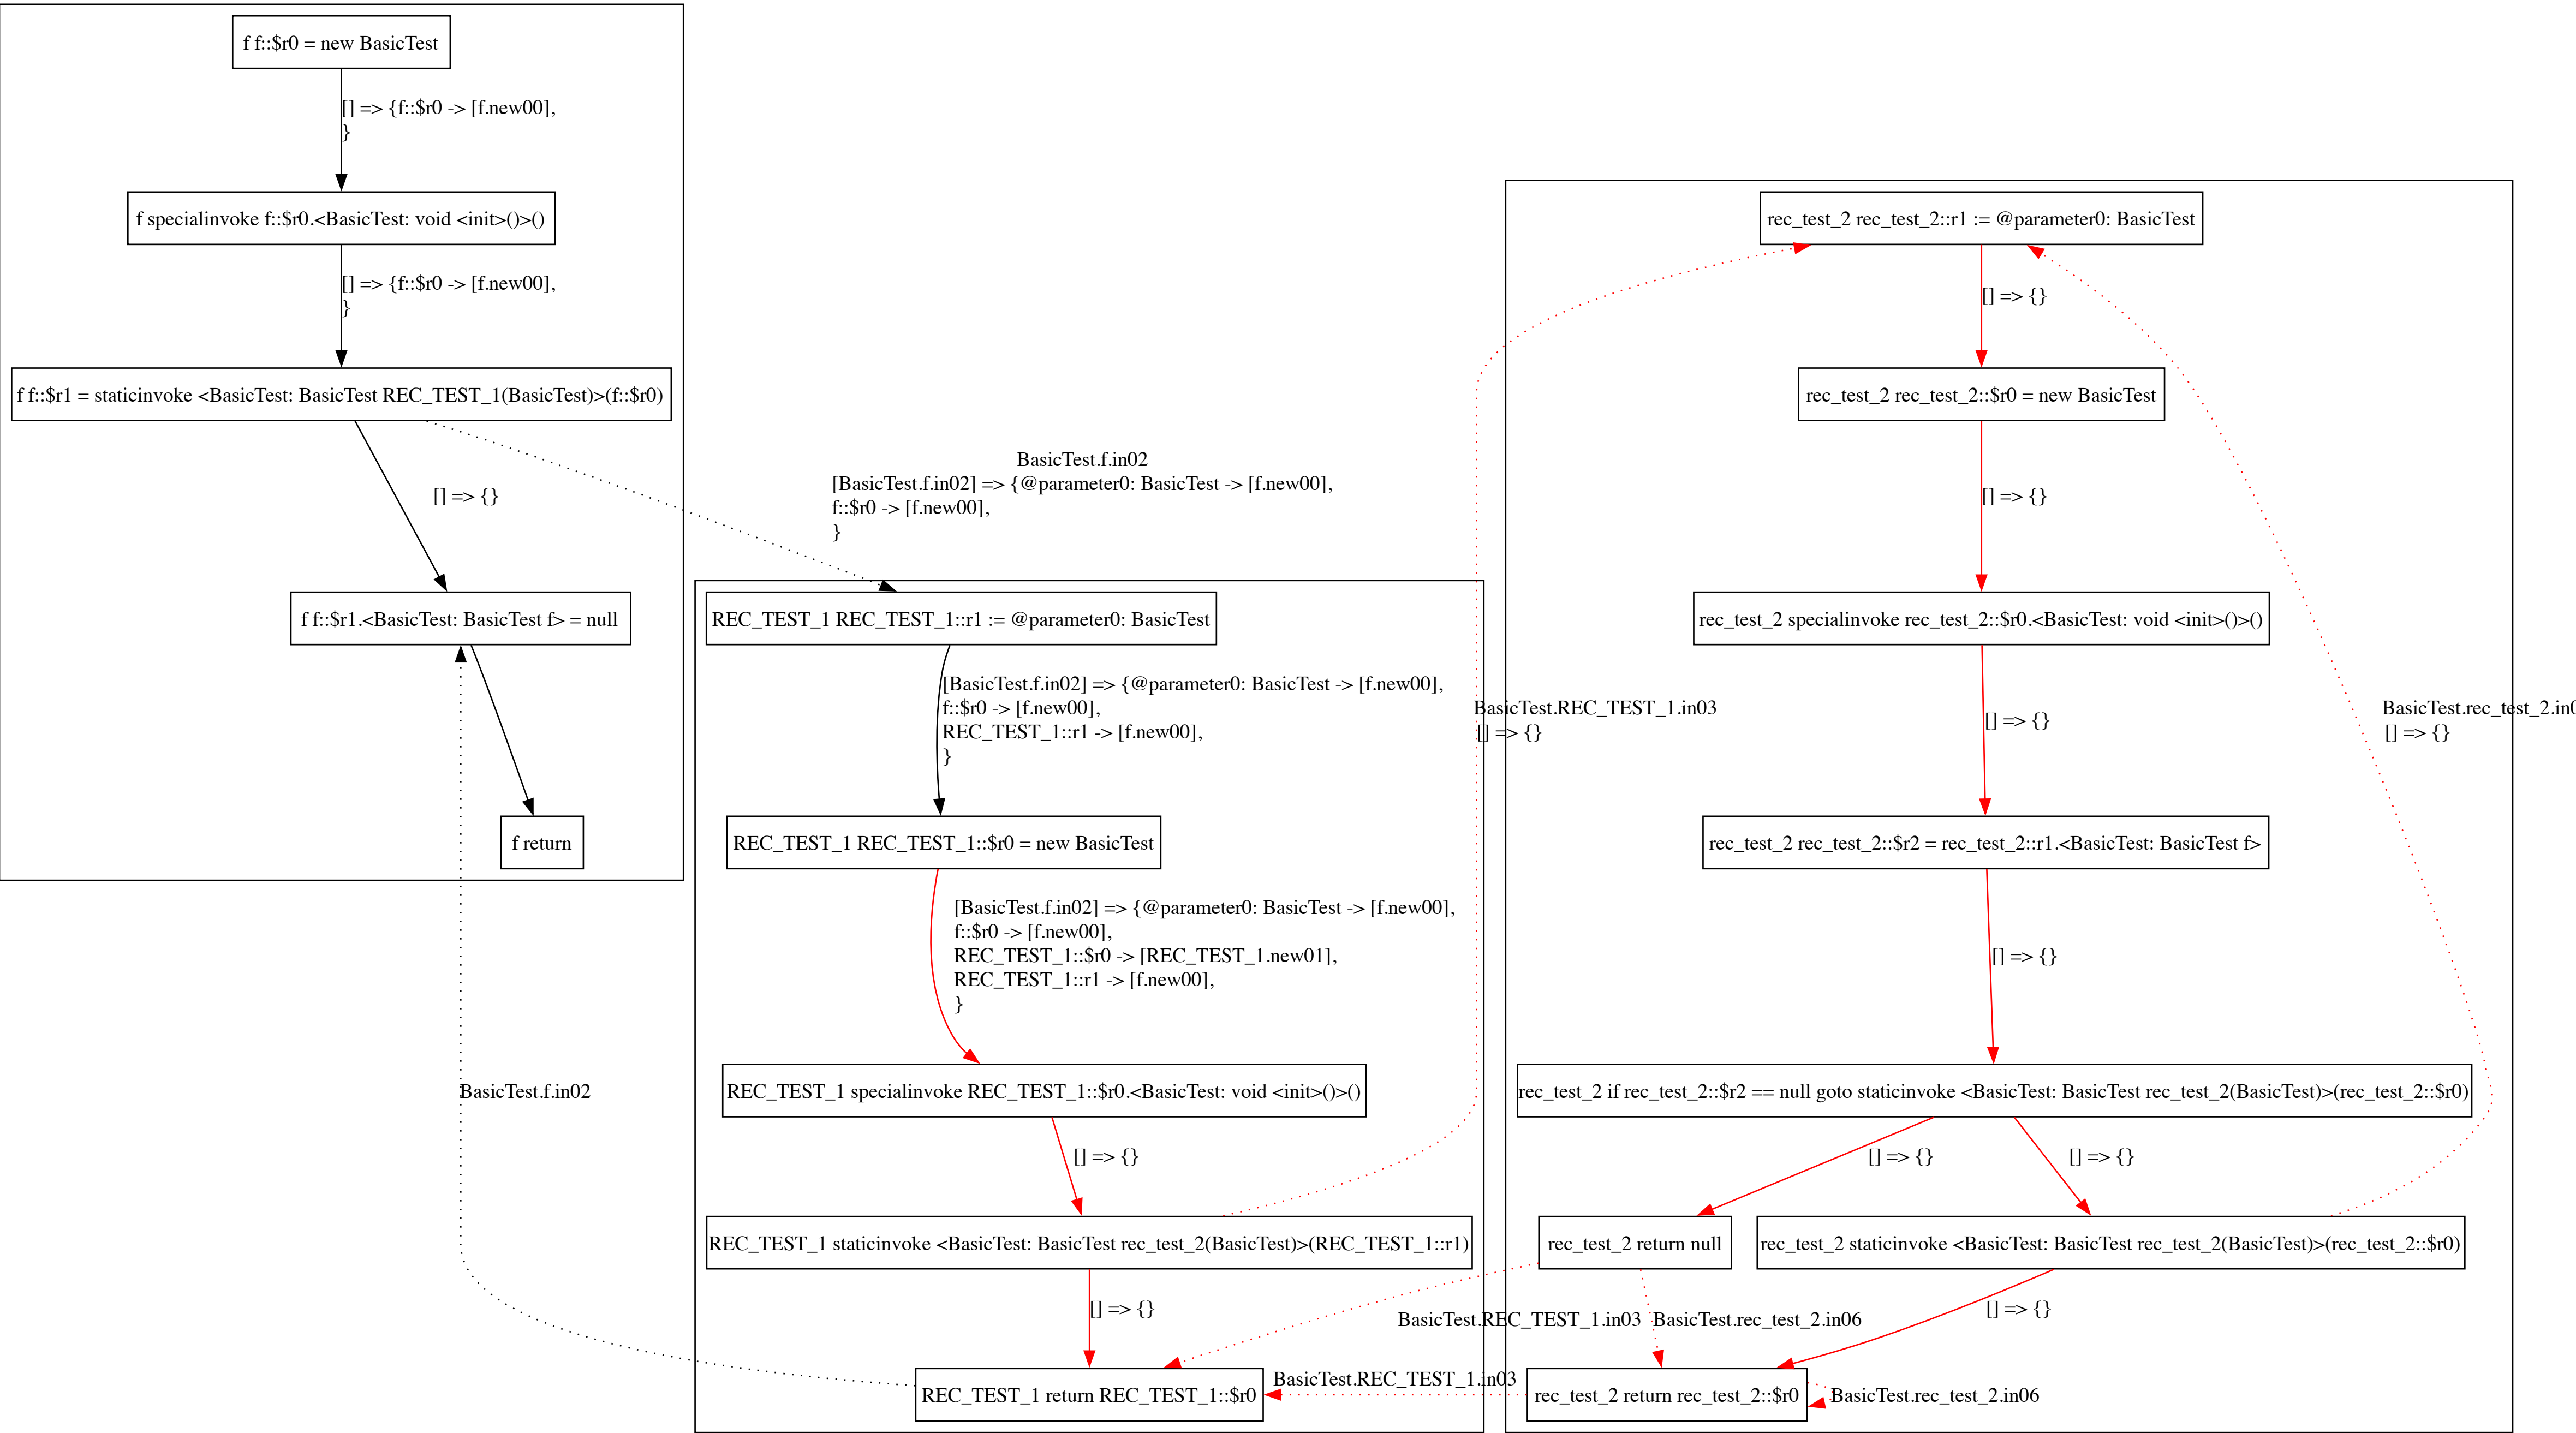 f f::$r0 = new BasicTest
[] => {f::$r0 -> [f.new00],
}
f specialinvoke f::$r0.<BasicTest: void <init>()>()
[] => {f::$r0 -> [f.new00],
}
f f::$r1 = staticinvoke <BasicTest: BasicTest REC_TEST_1(BasicTest)>(f::$r0)
[] => {}
f f::$r1.<BasicTest: BasicTest f> = null
f return
BasicTest.f.in02
BasicTest.f.in02
[BasicTest.f.in02] => {@parameter0: BasicTest -> [f.new00],
f::$r0 -> [f.new00],
}
REC_TEST_1 REC_TEST_1::r1 := @parameter0: BasicTest
[BasicTest.f.in02] => {@parameter0: BasicTest -> [f.new00],
f::$r0 -> [f.new00],
REC_TEST_1::r1 -> [f.new00],
}
REC_TEST_1 REC_TEST_1::$r0 = new BasicTest
[BasicTest.f.in02] => {@parameter0: BasicTest -> [f.new00],
f::$r0 -> [f.new00],
REC_TEST_1::$r0 -> [REC_TEST_1.new01],
REC_TEST_1::r1 -> [f.new00],
}
REC_TEST_1 specialinvoke REC_TEST_1::$r0.<BasicTest: void <init>()>()
[] => {}
REC_TEST_1 staticinvoke <BasicTest: BasicTest rec_test_2(BasicTest)>(REC_TEST_1::r1)
[] => {}
REC_TEST_1 return REC_TEST_1::$r0
BasicTest.REC_TEST_1.in03
[] => {}
rec_test_2 rec_test_2::r1 := @parameter0: BasicTest
[] => {}
rec_test_2 rec_test_2::$r0 = new BasicTest
[] => {}
rec_test_2 specialinvoke rec_test_2::$r0.<BasicTest: void <init>()>()
[] => {}
BasicTest.rec_test_2.in
[] => {}
rec_test_2 rec_test_2::$r2 = rec_test_2::r1.<BasicTest: BasicTest f>
[] => {}
rec_test_2 if rec_test_2::$r2 == null goto staticinvoke <BasicTest: BasicTest rec_test_2(BasicTest)>(rec_test_2::$r0)
[] => {}
[] => {}
rec_test_2 return null
rec_test_2 staticinvoke <BasicTest: BasicTest rec_test_2(BasicTest)>(rec_test_2::$r0)
BasicTest.REC_TEST_1.in03
BasicTest.rec_test_2.in06
[] => {}
BasicTest.REC_TEST_1.in03
rec_test_2 return rec_test_2::$r0
BasicTest.rec_test_2.in06